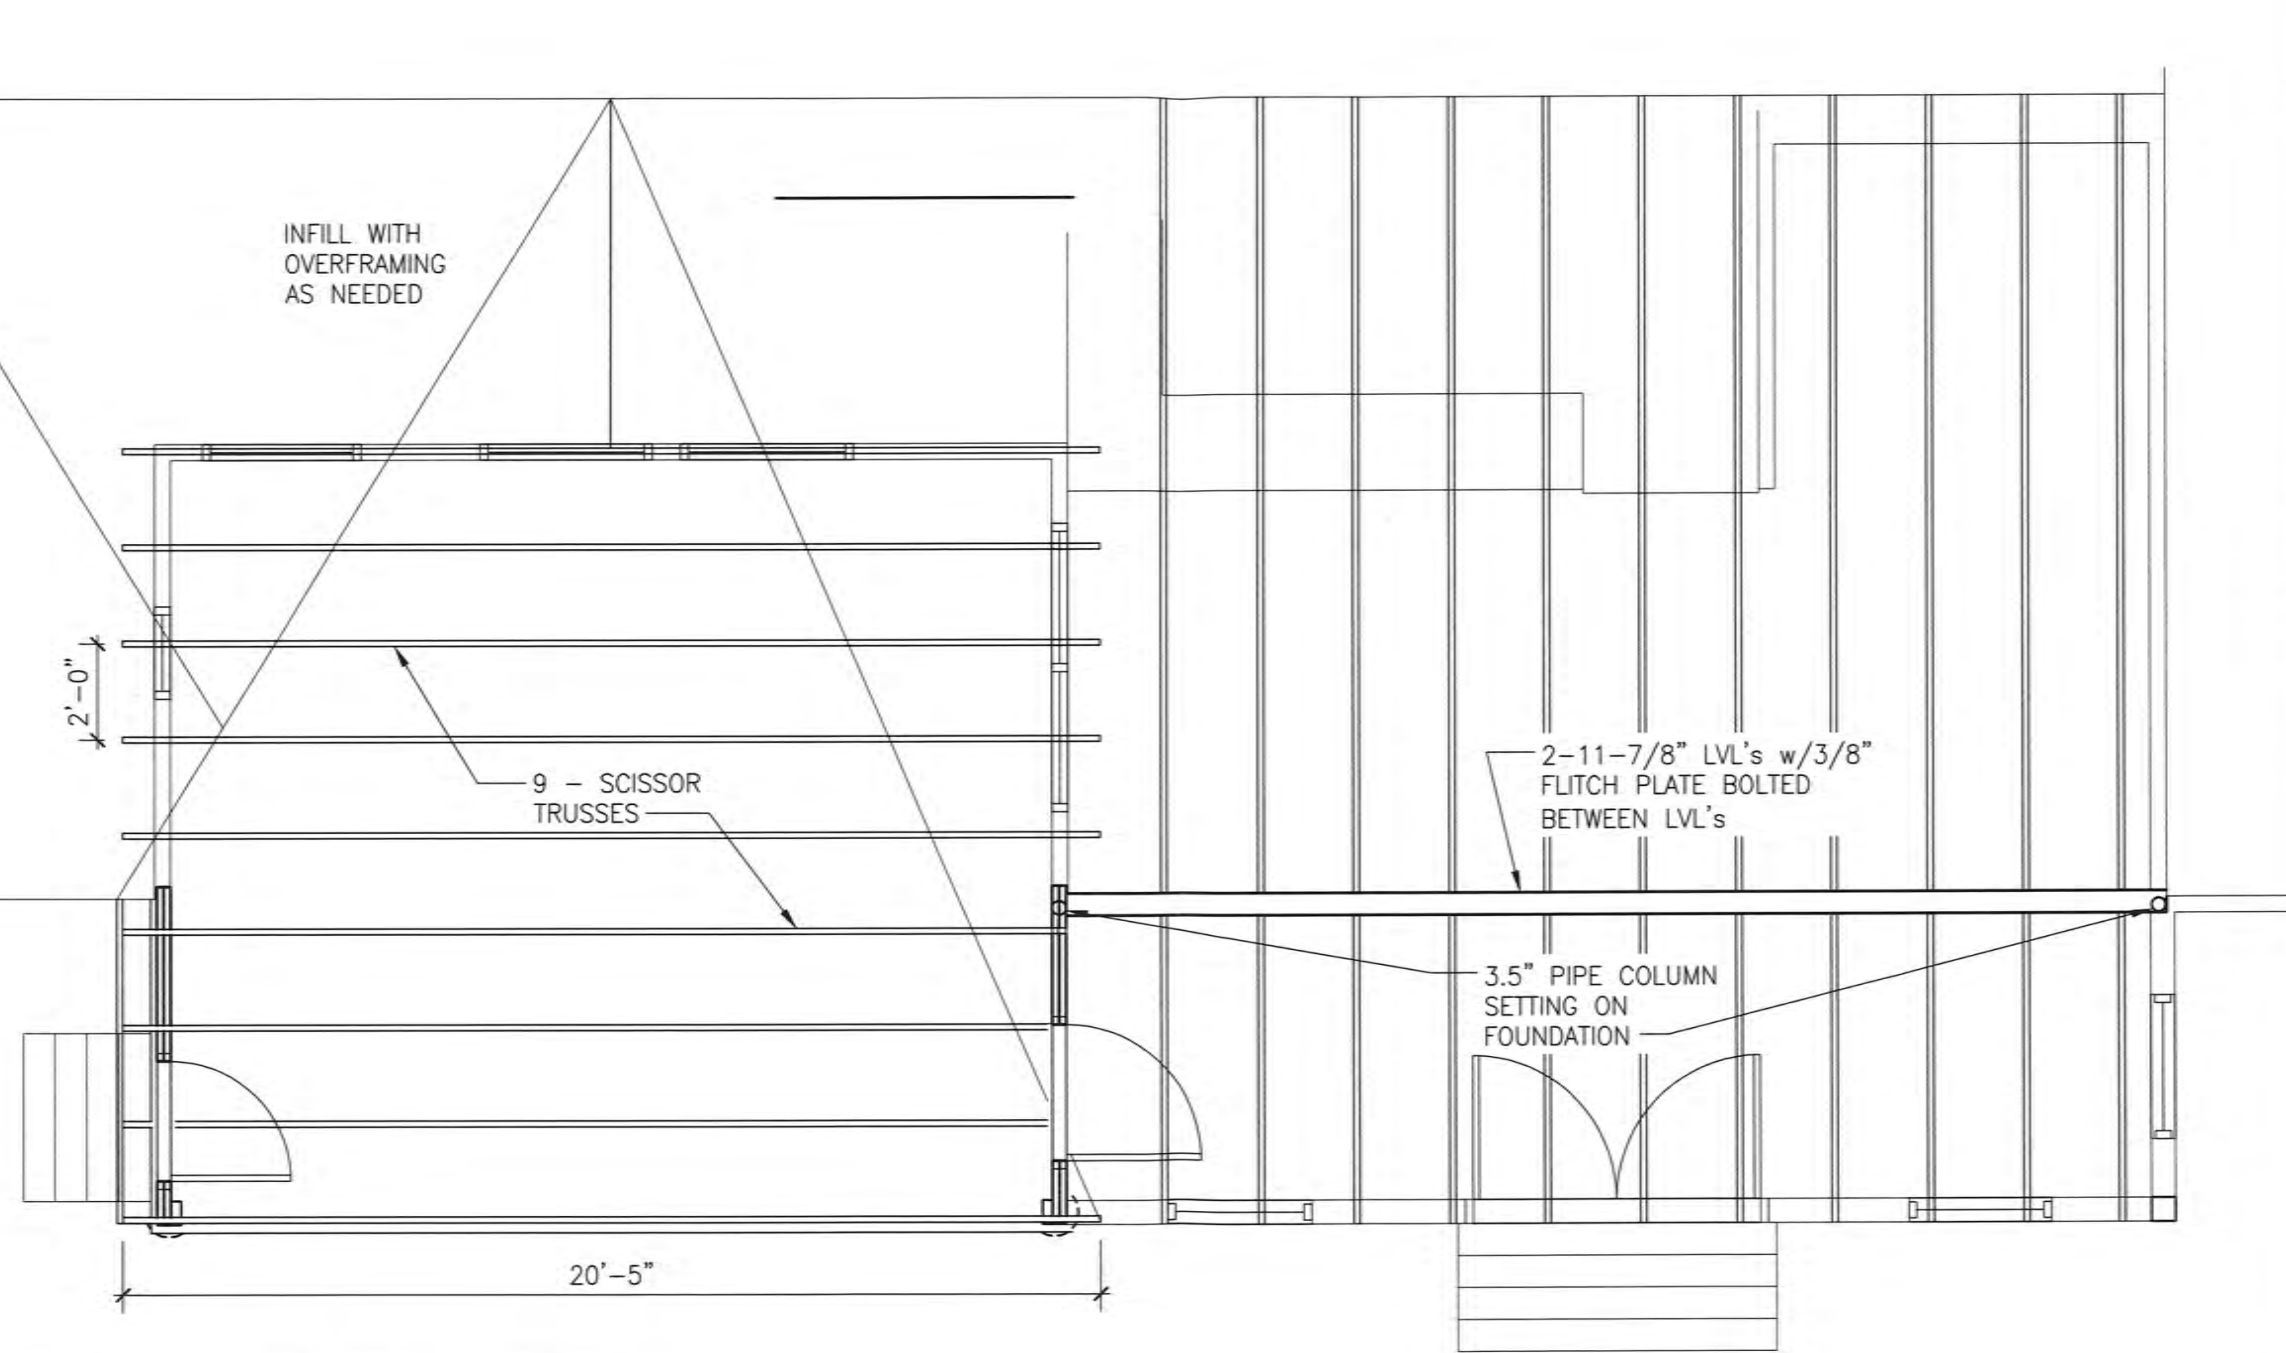 INFILL WITH
OVERFRAMING
AS NEEDED
2'-0"
9 - SCISSOR
TRUSSES
2-11-7/8" LVL's w/3/8"
FLITCH PLATE BOLTED
BETWEEN LVL's
3.5" PIPE COLUMN
SETTING ON
FOUNDATION
20'-5"